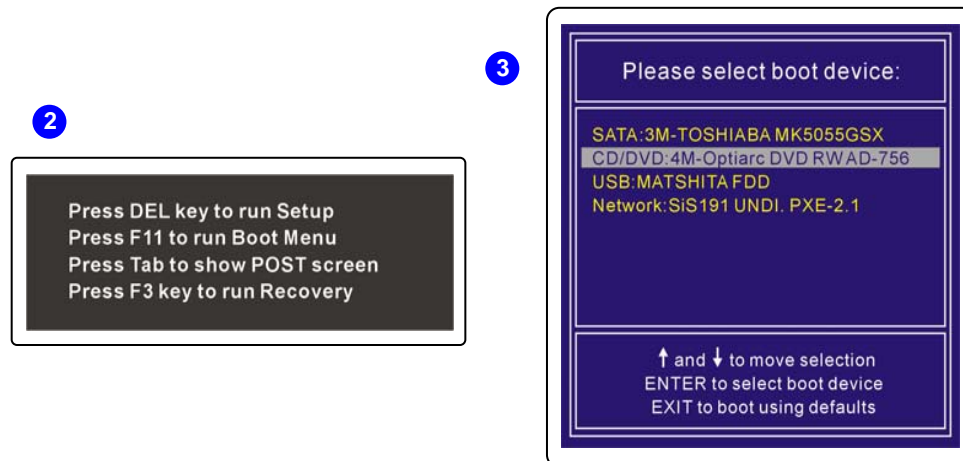 2
Press DEL key to run Setup
Press F11 to run Boot Menu
Press Tab to show POST screen
Press F3 key to run Recovery
3
Please select boot device:
SATA:3M-TOSHIABA MK5055GSX
CD/DVD:4M-Optiarc DVD RW AD-756
USB:MATSHITA FDD
Network:SiS191 UNDI. PXE-2.1
↑ and ↓ to move selection
ENTER to select boot device
EXIT to boot using defaults